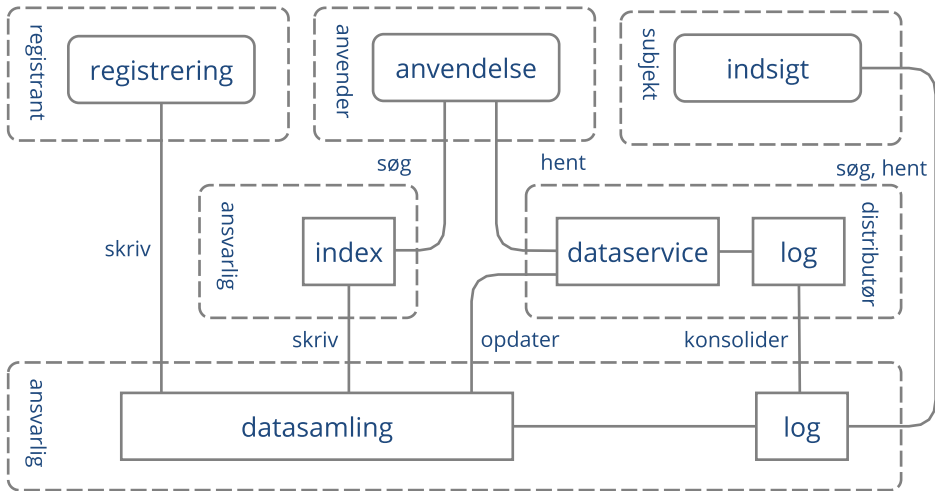 registrant
registrering
anvender
anvendelse
subjekt
indsigt
søg
hent
søg, hent
ansvarlig
index
skriv
dataservice
log
distributør
skriv
opdater
konsolider
ansvarlig
datasamling
log